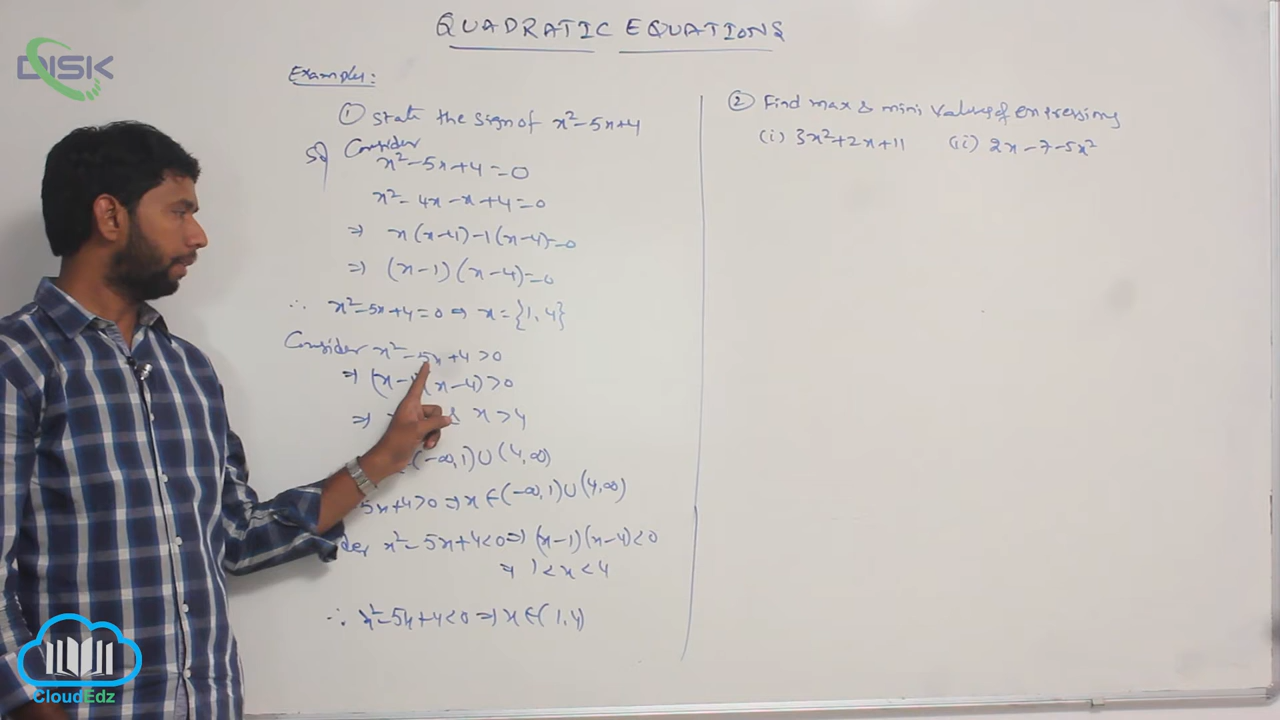 DISK
QUADRATIC EQUATIONS
Examples:
① State the sign of x²-5x+4
Sol Consider
x²-5x+4=0
x²-4x-x+4=0
⇒ x(x-4)-1(x-4)=0
⇒ (x-1)(x-4)=0
∴ x²-5x+4=0 ⇒ x={1,4}
Consider x²-5x+4>0
⇒ (x-1)(x-4)>0
⇒ x>4
(-∞,1)∪(4,∞)
5x+4>0 ⇒ x∈(-∞,1)∪(4,∞)
der x²-5x+4<0 ⇒ (x-1)(x-4)<0
⇒ 1<x<4
∴ x²-5x+4<0 ⇒ x∈(1,4)
② Find max & mini values of expressions
(i) 3x²+2x+11 (ii) 2x-7-5x²
CloudEdz